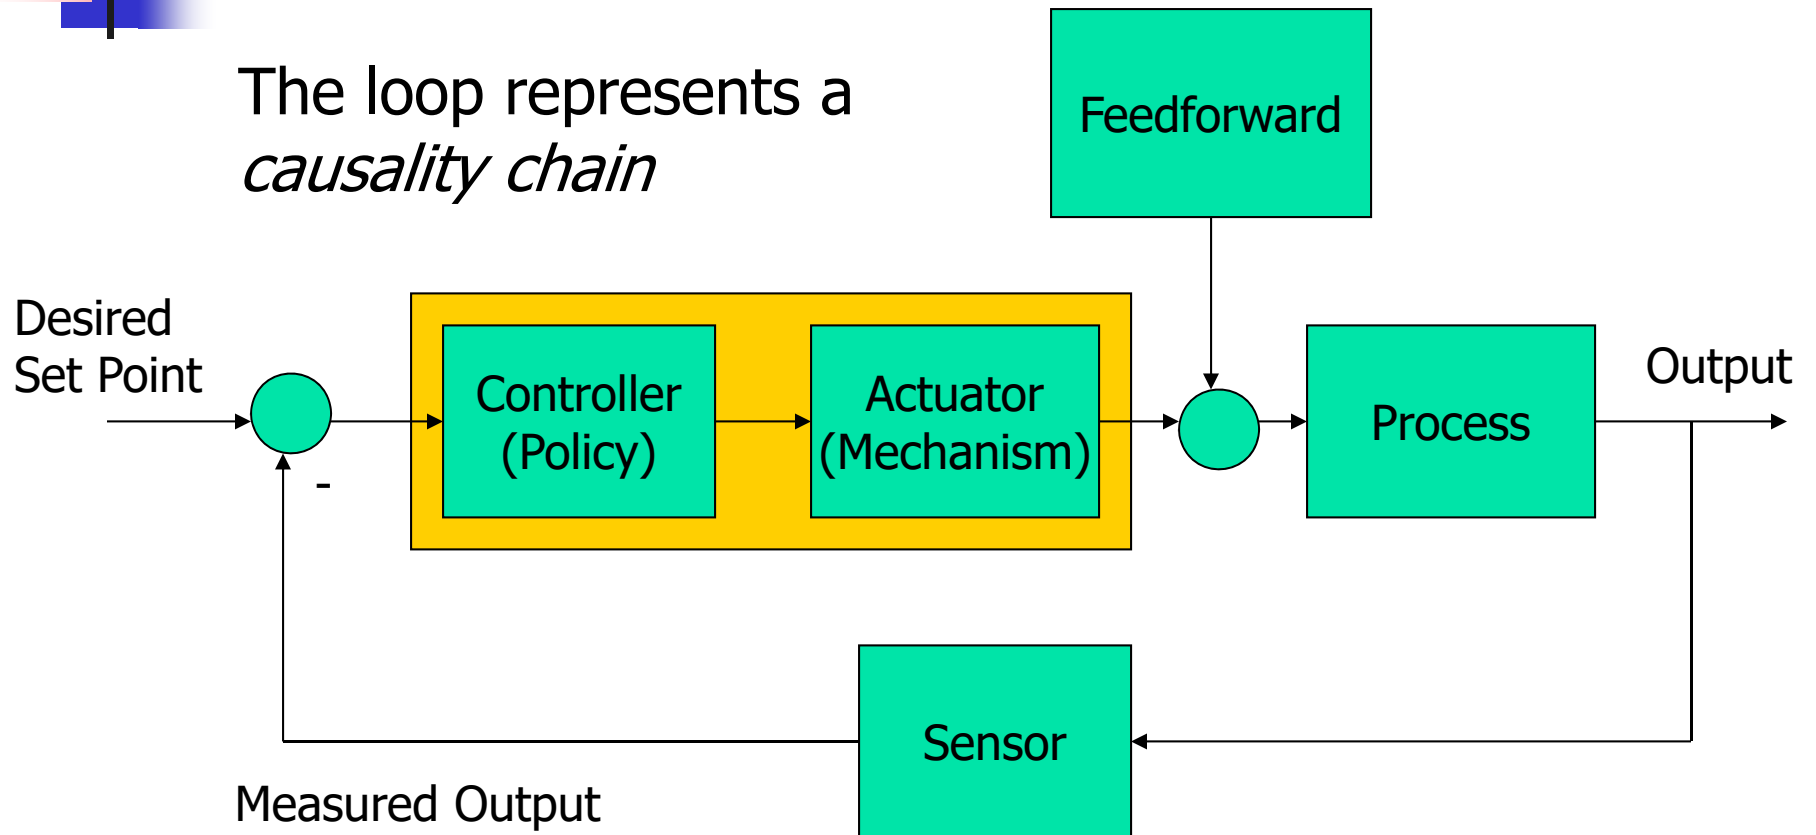 The loop represents a
causality chain
Feedforward
Desired
Set Point
Controller
(Policy)
Actuator
(Mechanism)
Process
Output
-
Sensor
Measured Output